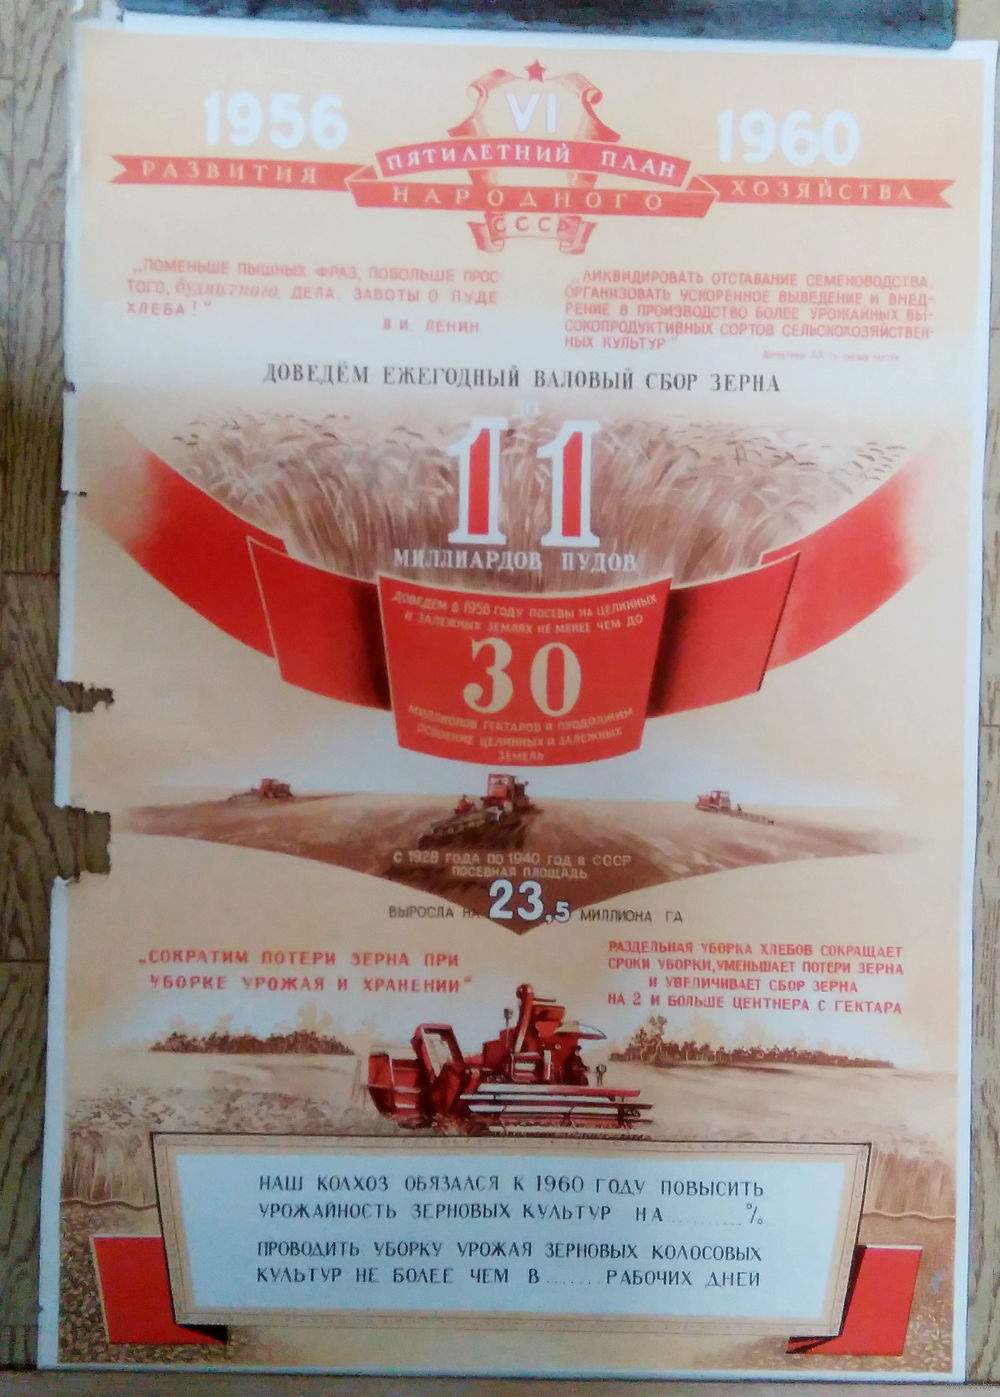 1956
VI
1960
ПЯТИЛЕТНИЙ ПЛАН
РАЗВИТИЯ
НАРОДНОГО
ХОЗЯЙСТВА
СССР
„ПОМЕНЬШЕ ПЫШНЫХ ФРАЗ, ПОБОЛЬШЕ ПРОС-
ТОГО, будничного, ДЕЛА, ЗАБОТЫ О ПУДЕ
ХЛЕБА!"
В. И. ЛЕНИН
„ЛИКВИДИРОВАТЬ ОТСТАВАНИЕ СЕМЕНОВОДСТВА,
ОРГАНИЗОВАТЬ УСКОРЕННОЕ ВЫВЕДЕНИЕ И ВНЕД-
РЕНИЕ В ПРОИЗВОДСТВО БОЛЕЕ УРОЖАЙНЫХ ВЫ-
СОКОПРОДУКТИВНЫХ СОРТОВ СЕЛЬСКОХОЗЯЙСТВЕН-
НЫХ КУЛЬТУР"
ДОВЕДЁМ ЕЖЕГОДНЫЙ ВАЛОВЫЙ СБОР ЗЕРНА
ДО
11
МИЛЛИАРДОВ ПУДОВ
ДОВЕДЕМ В 1956 ГОДУ ПОСЕВЫ НА ЦЕЛИННЫХ
И ЗАЛЕЖНЫХ ЗЕМЛЯХ НЕ МЕНЕЕ ЧЕМ ДО
30
МИЛЛИОНОВ ГЕКТАРОВ И ПРОДОЛЖИМ
ОСВОЕНИЕ ЦЕЛИННЫХ И ЗАЛЕЖНЫХ
ЗЕМЕЛЬ
С 1928 ГОДА ПО 1940 ГОД В СССР
ПОСЕВНАЯ ПЛОЩАДЬ
ВЫРОСЛА НА 23,5 МИЛЛИОНА ГА
„СОКРАТИМ ПОТЕРИ ЗЕРНА ПРИ
УБОРКЕ УРОЖАЯ И ХРАНЕНИИ"
РАЗДЕЛЬНАЯ УБОРКА ХЛЕБОВ СОКРАЩАЕТ
СРОКИ УБОРКИ, УМЕНЬШАЕТ ПОТЕРИ ЗЕРНА
И УВЕЛИЧИВАЕТ СБОР ЗЕРНА
НА 2 И БОЛЬШЕ ЦЕНТНЕРА С ГЕКТАРА
НАШ КОЛХОЗ ОБЯЗАЛСЯ К 1960 ГОДУ ПОВЫСИТЬ
УРОЖАЙНОСТЬ ЗЕРНОВЫХ КУЛЬТУР НА..........%
ПРОВОДИТЬ УБОРКУ УРОЖАЯ ЗЕРНОВЫХ КОЛОСОВЫХ
КУЛЬТУР НЕ БОЛЕЕ ЧЕМ В.......РАБОЧИХ ДНЕЙ